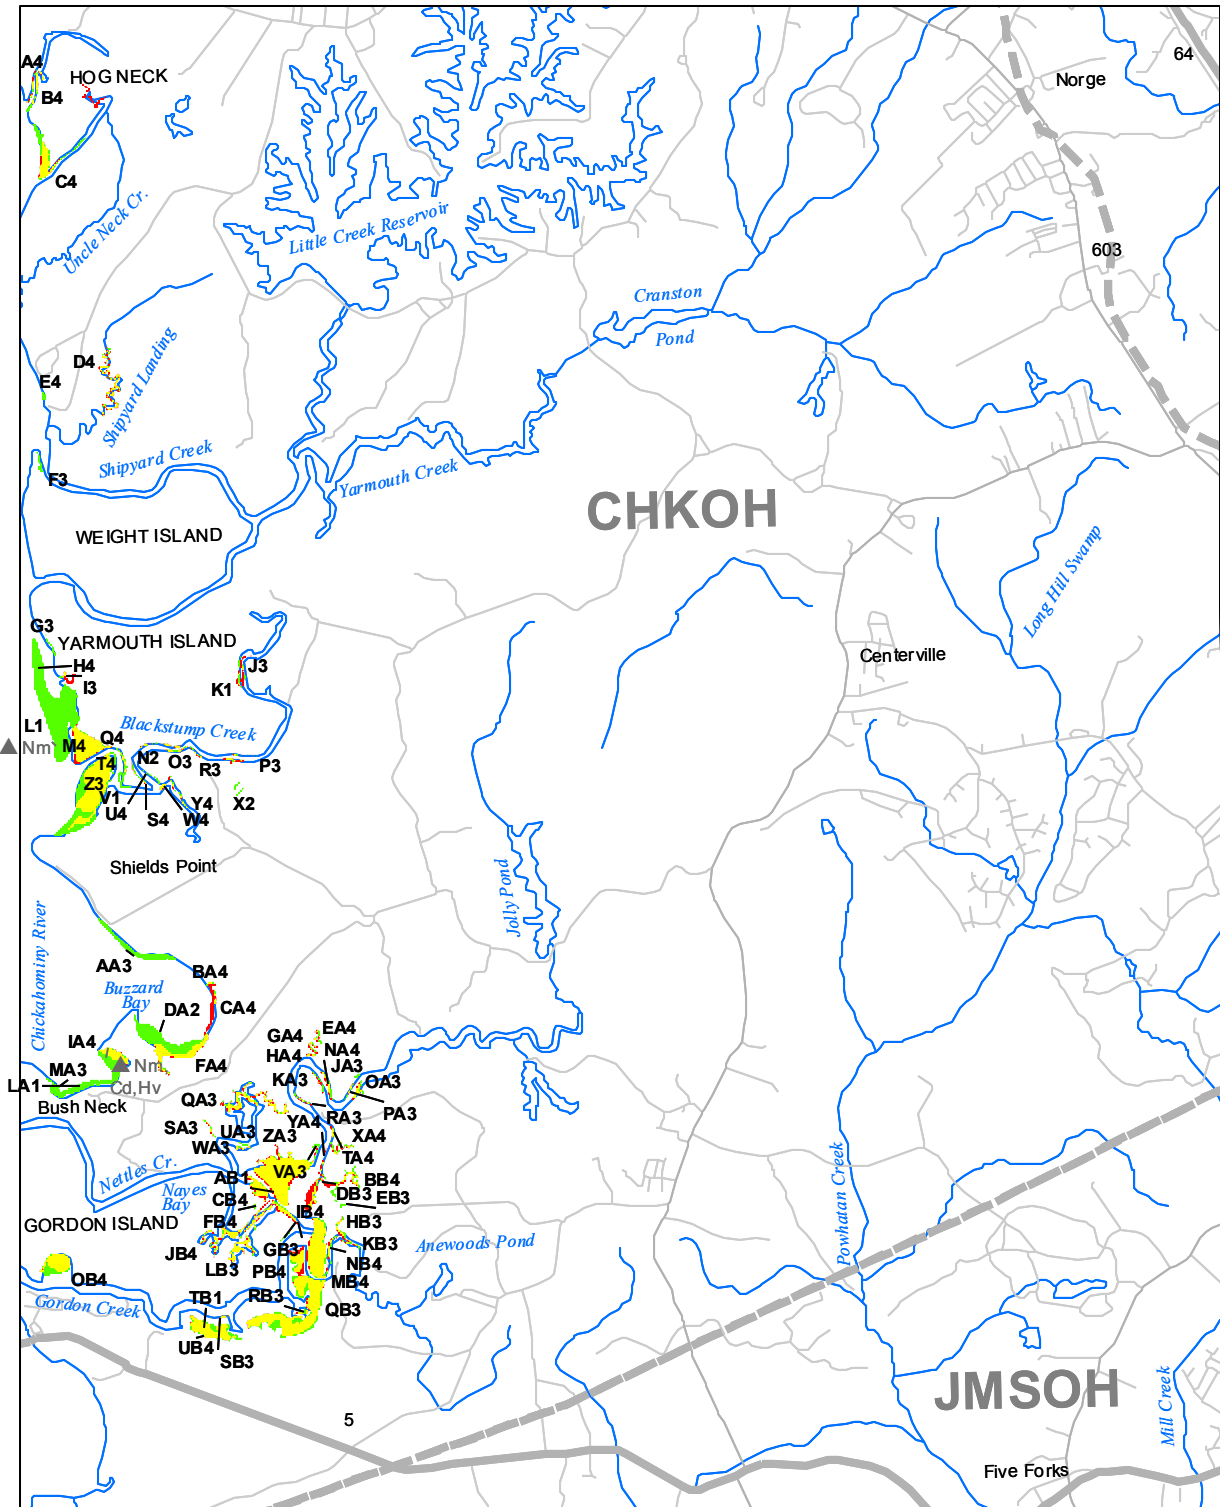 64
A4
HOG NECK
Norge
B4
C4
Uncle Neck Cr.
Little Creek Reservoir
603
Cranston
Pond
D4
E4
Shipyard Landing
Shipyard Creek
F3
Yarmouth Creek
CHKOH
WEIGHT ISLAND
Long Hill Swamp
G3
YARMOUTH ISLAND
H4
J3
Centerville
I3
K1
L1
Blackstump Creek
Nm
M4
Q4
T4
N2
O3
R3
P3
Z3
V1
U4
S4
Y4
W4
X2
Shields Point
Jolly Pond
Chickahominy River
AA3
BA4
Buzzard
Bay
DA2
CA4
IA4
GA4
EA4
HA4
NA4
MA3
Nm,
FA4
KA3
JA3
OA3
LA1
Cd,Hv
Bush Neck
QA3
PA3
SA3
UA3
YA4
RA3
WA3
ZA3
XA4
TA4
Nettles Cr.
AB1
VA3
BB4
Nayes
Bay
CB4
DB3
EB3
Powhatan Creek
GORDON ISLAND
FB4
IB4
HB3
JB4
GB3
KB3
Anewoods Pond
LB3
PB4
NB4
OB4
MB4
Gordon Creek
TB1
RB3
QB3
UB4
SB3
JMSOH
5
Mill Creek
Five Forks